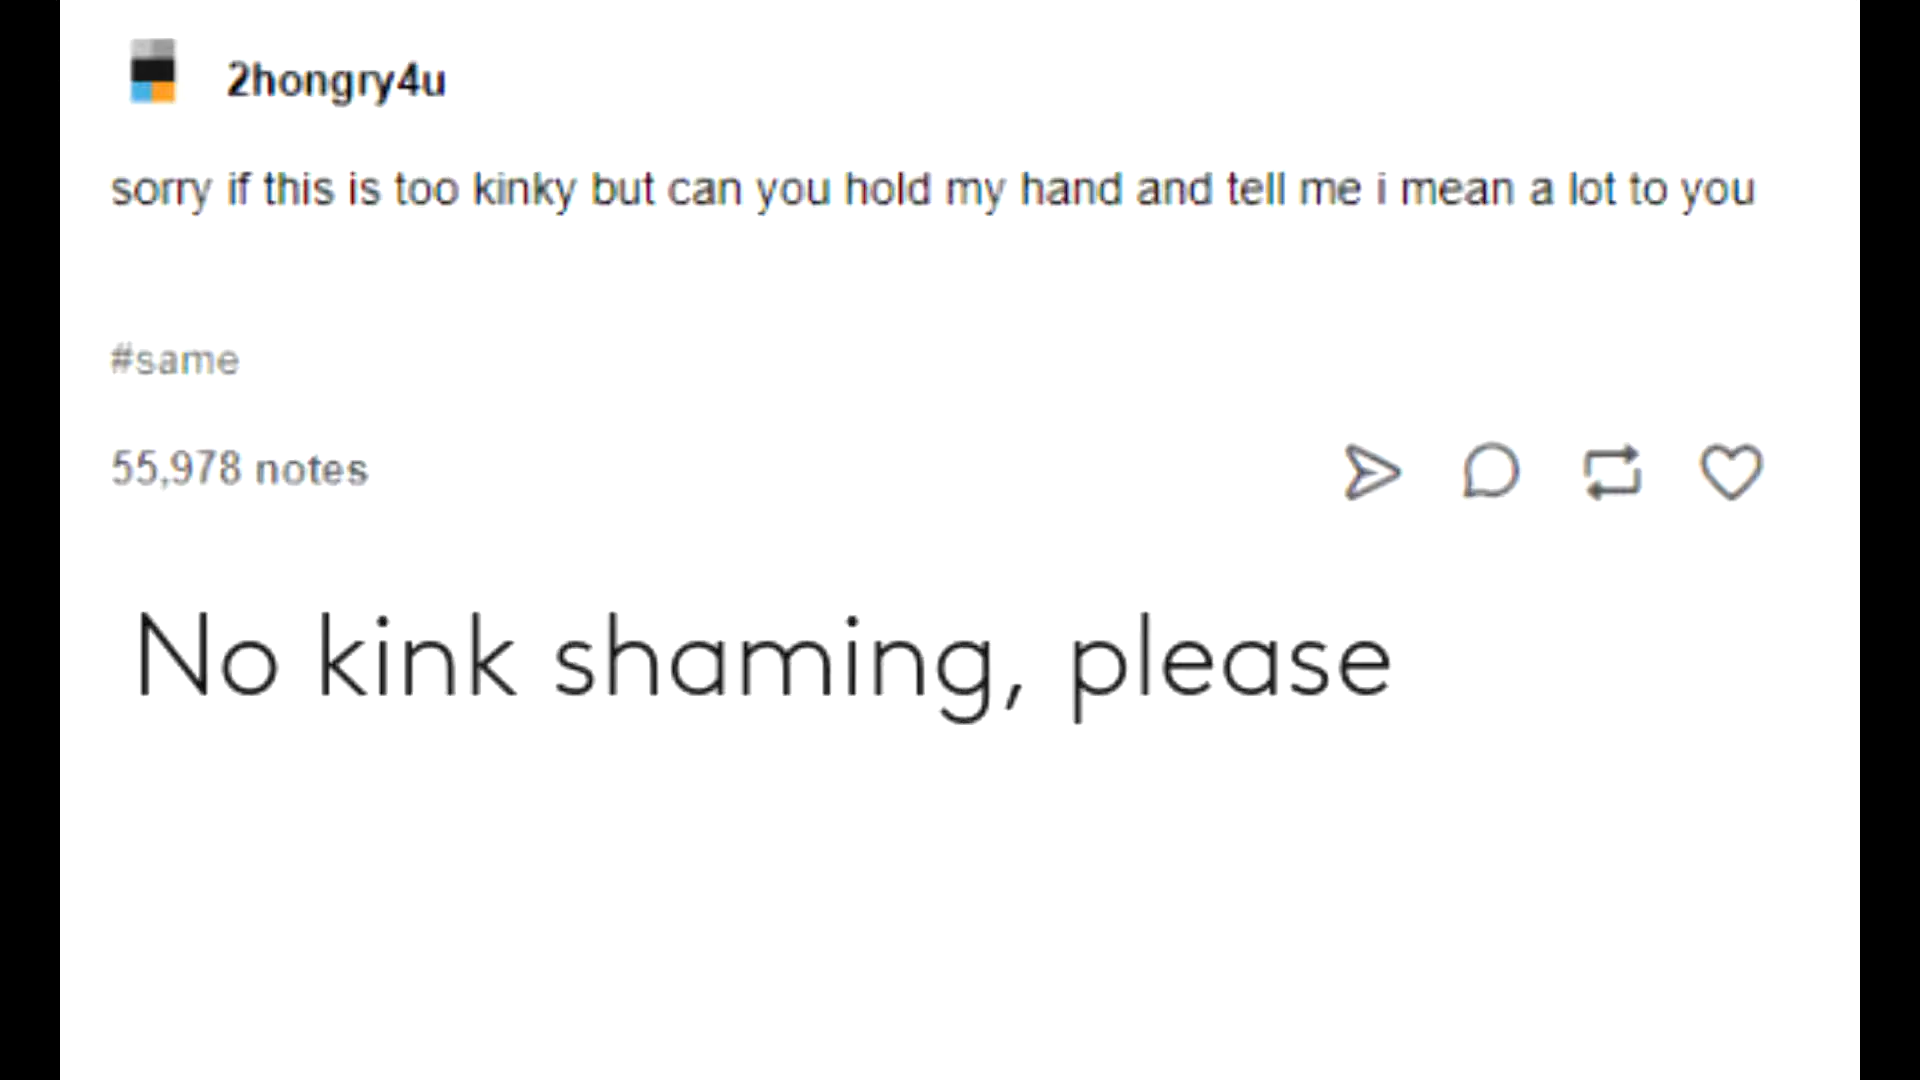 2hongry4u
sorry if this is too kinky but can you hold my hand and tell me i mean a lot to you
#same
55,978 notes
No kink shaming, please